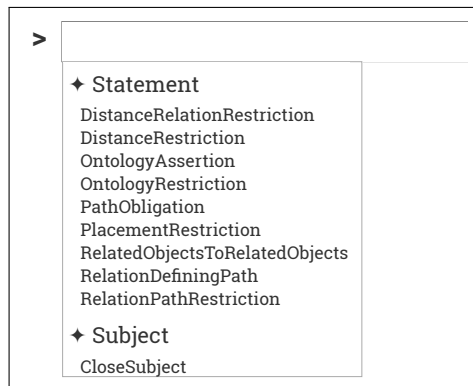 >
✦ Statement
DistanceRelationRestriction
DistanceRestriction
OntologyAssertion
OntologyRestriction
PathObligation
PlacementRestriction
RelatedObjectsToRelatedObjects
RelationDefiningPath
RelationPathRestriction
✦ Subject
CloseSubject